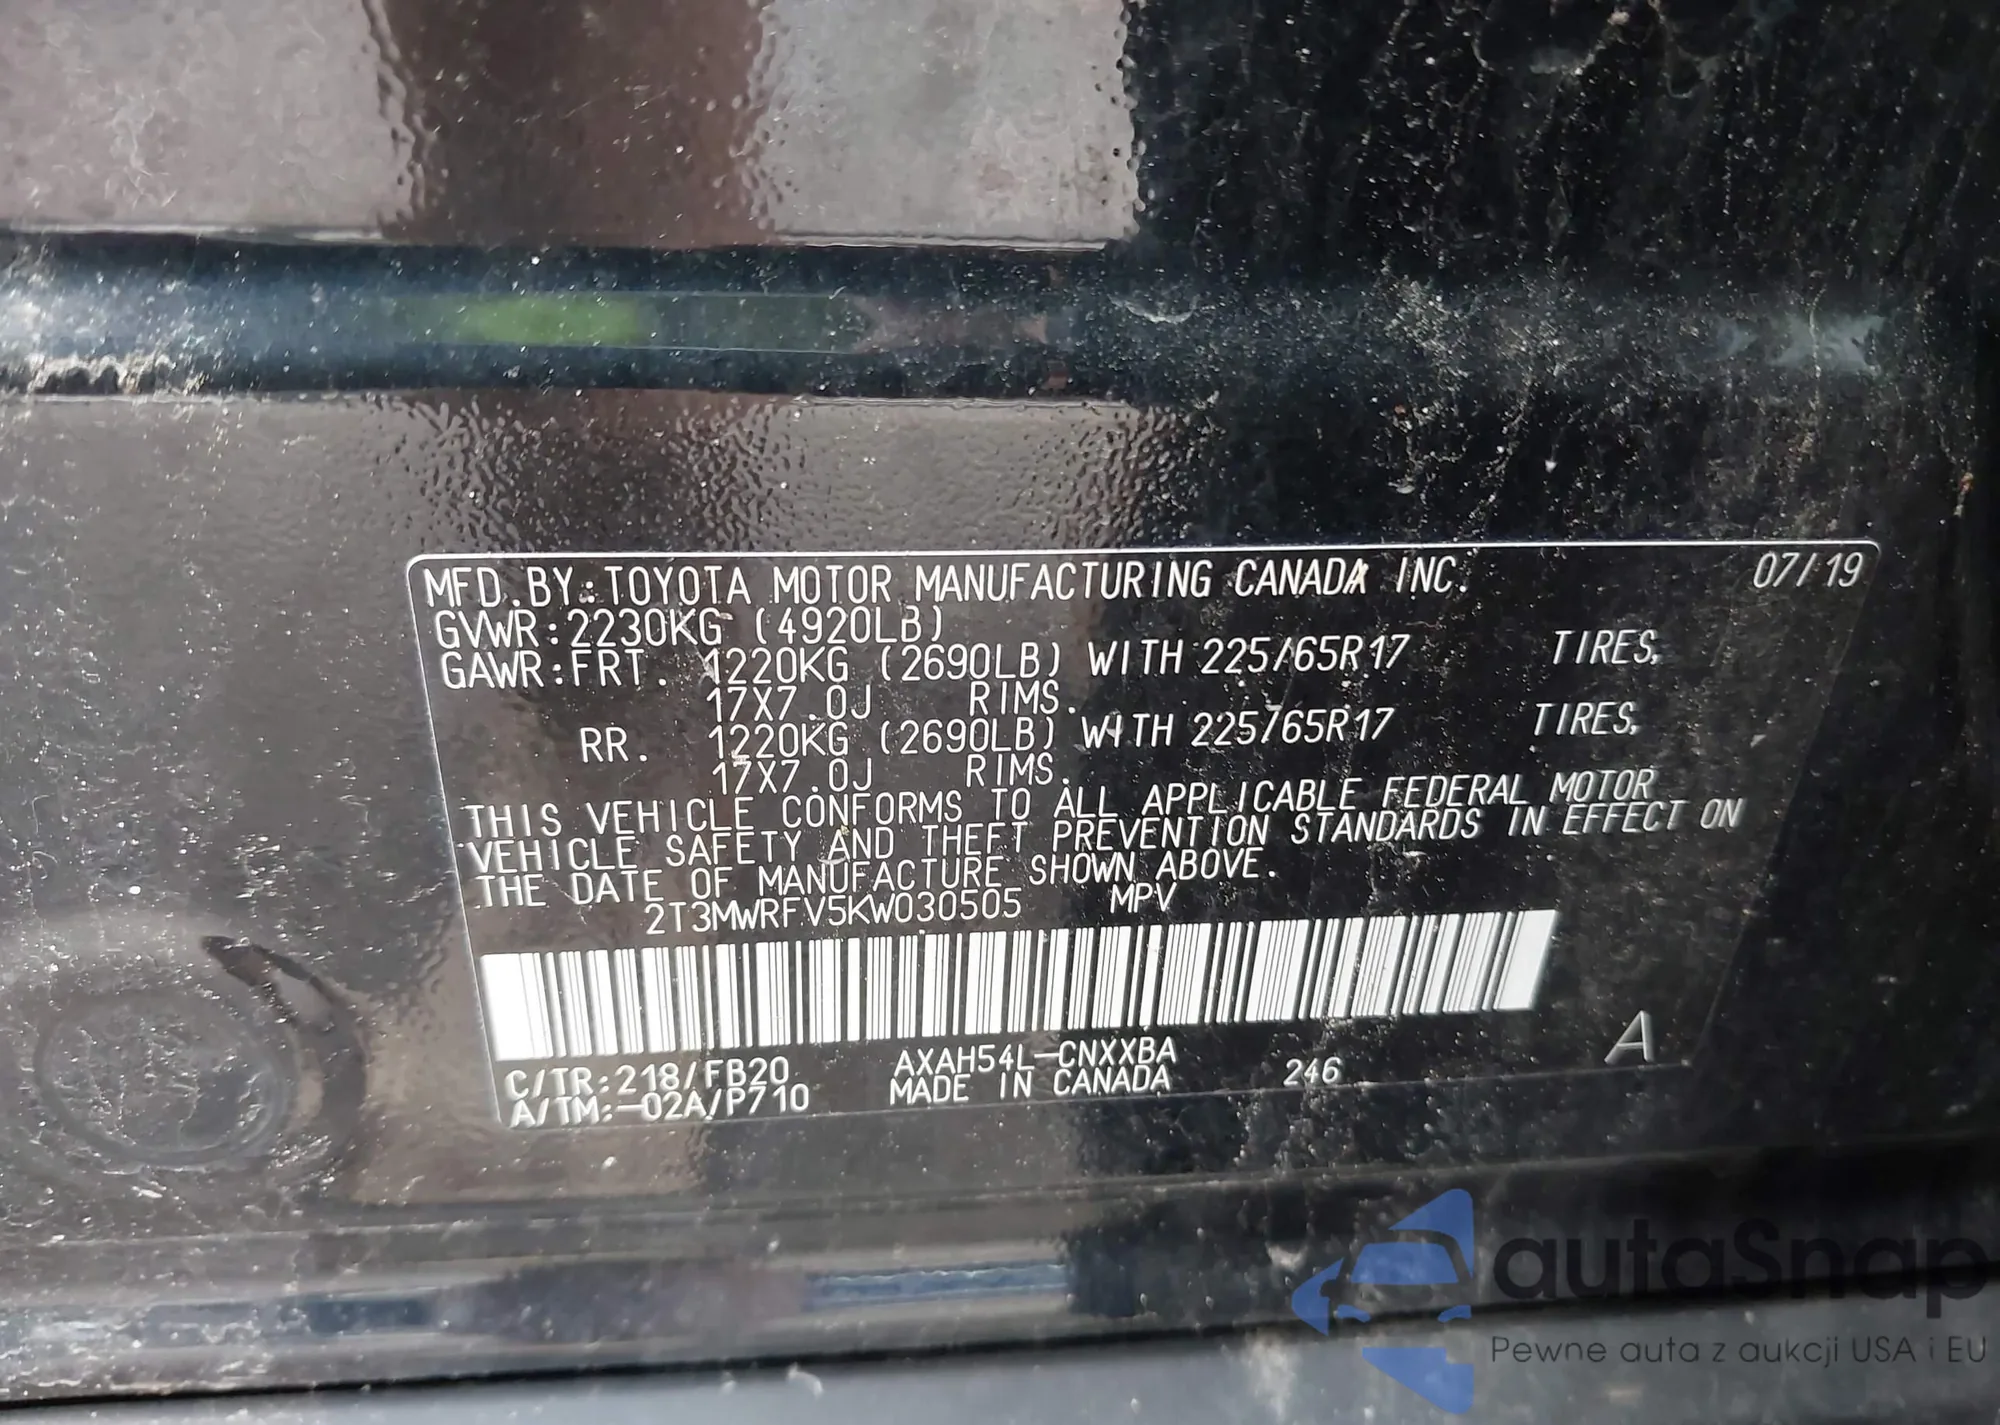 MFD.BY:TOYOTA MOTOR MANUFACTURING CANADA INC. 07/19
GVWR:2230KG (4920LB)
GAWR:FRT. 1220KG (2690LB) WITH 225/65R17 TIRES,
17X7.0J RIMS.
RR. 1220KG (2690LB) WITH 225/65R17 TIRES,
17X7.0J RIMS.
THIS VEHICLE CONFORMS TO ALL APPLICABLE FEDERAL MOTOR
VEHICLE SAFETY AND THEFT PREVENTION STANDARDS IN EFFECT ON
THE DATE OF MANUFACTURE SHOWN ABOVE.
2T3MWRFV5KW030505 MPV
C/TR:218/FB20 AXAH54L-CNXXBA 246 A
A/TM:-02A/P710 MADE IN CANADA
autaSnap
Pewne auta z aukcji USA i EU